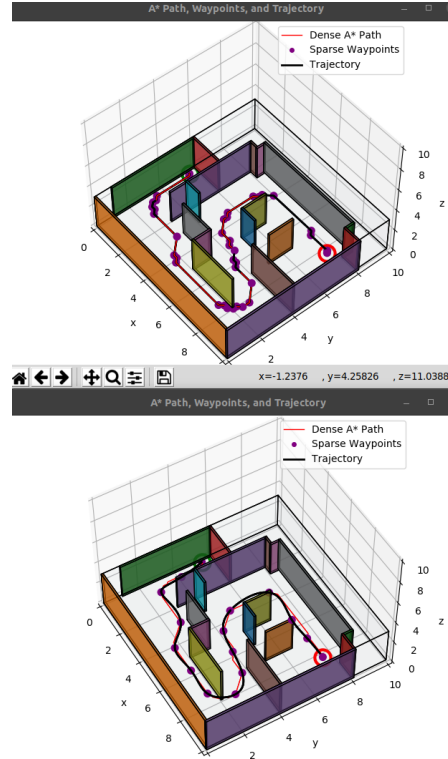 A* Path, Waypoints, and Trajectory
Dense A* Path
Sparse Waypoints
Trajectory
10
8
6
4
2
0
z
0
2
4
6
8
x
2
4
6
8
10
y
x=-1.2376 , y=4.25826 , z=11.0388
A* Path, Waypoints, and Trajectory
Dense A* Path
Sparse Waypoints
Trajectory
10
8
6
4
2
0
z
0
2
4
6
8
x
2
4
6
8
10
y